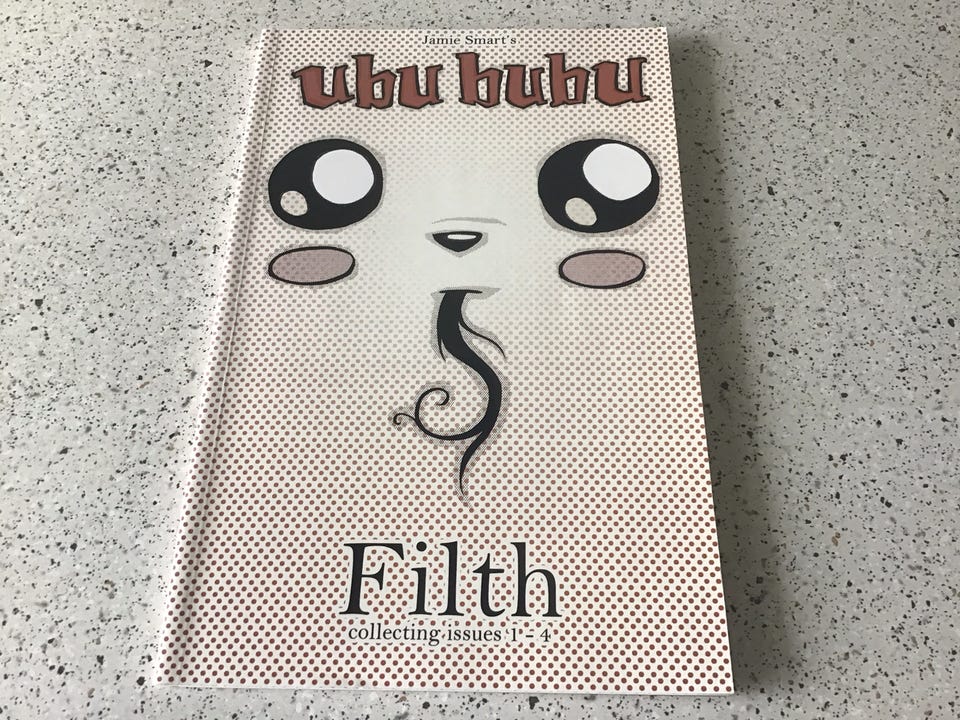 Jamie Smart's
ubu bubu
Filth
collecting issues 1 - 4